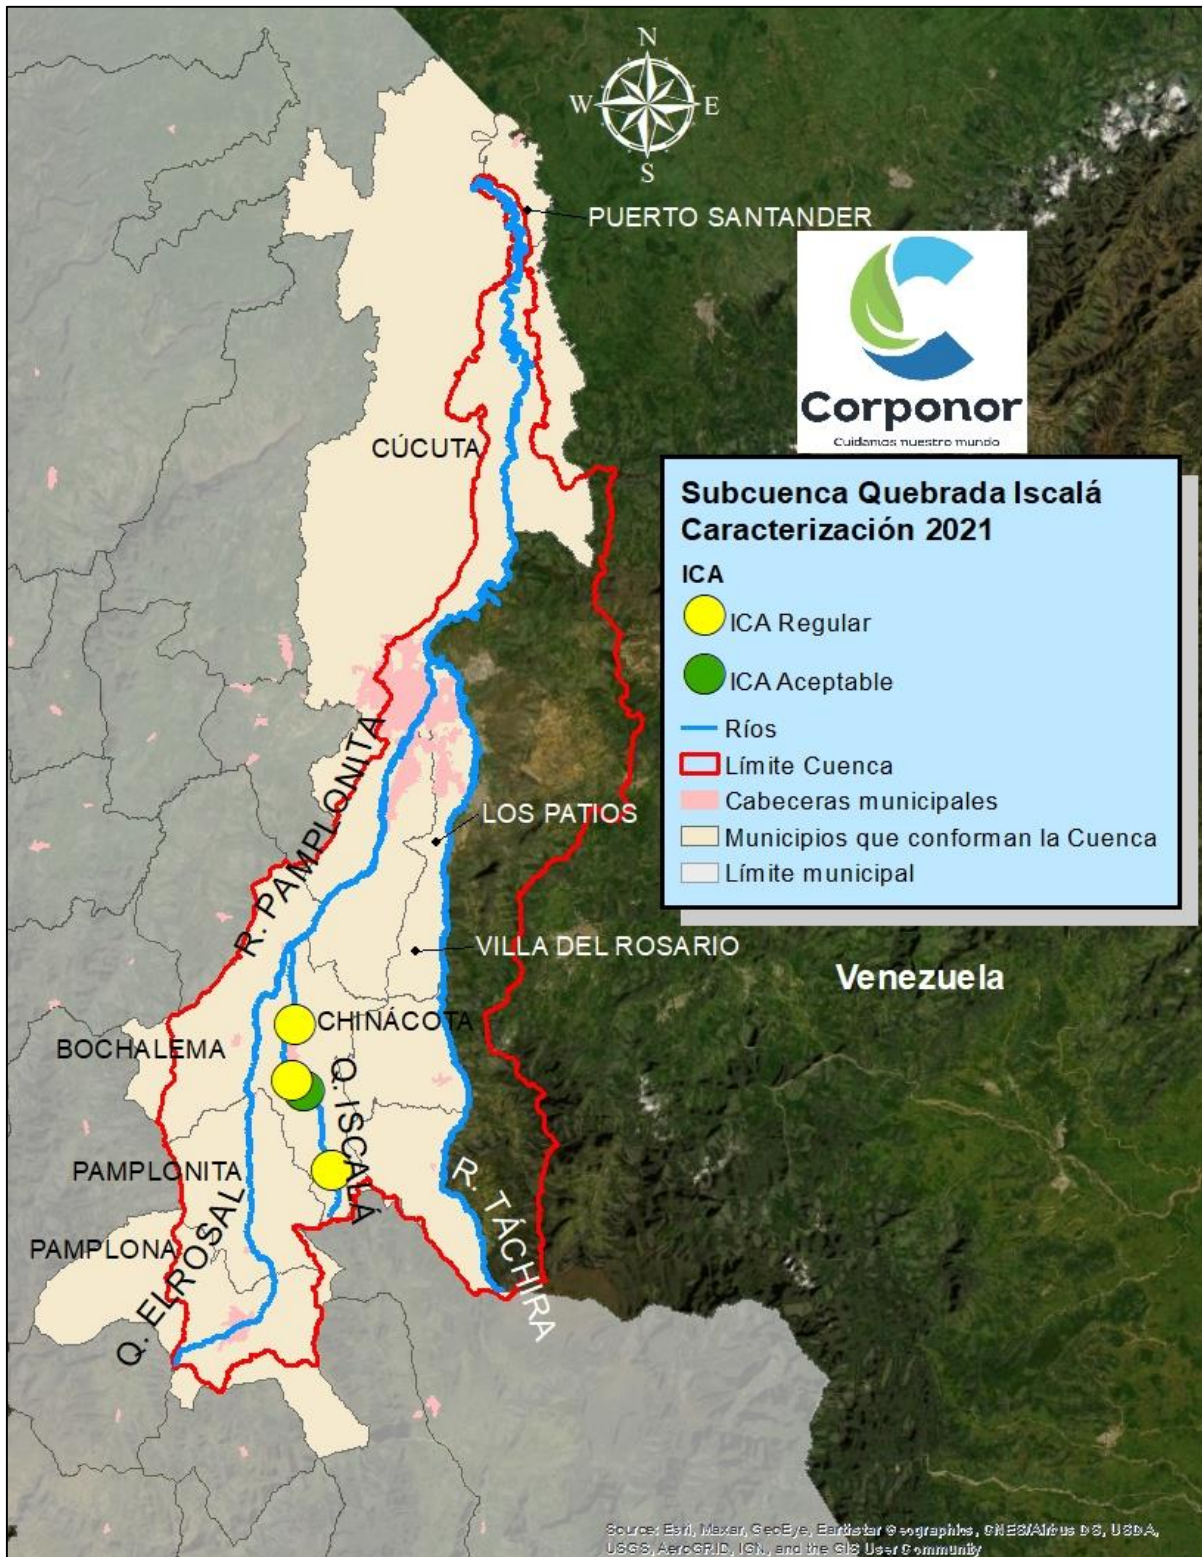 N
W E
S
PUERTO SANTANDER
Corponor
Cuidamos nuestro mundo
CÚCUTA
Subcuenca Quebrada Iscalá
Caracterización 2021
ICA
ICA Regular
ICA Aceptable
Ríos
Límite Cuenca
Cabeceras municipales
Municipios que conforman la Cuenca
Límite municipal
R. PAMPLONITA
LOS PATIOS
VILLA DEL ROSARIO
Venezuela
CHINÁCOTA
BOCHALEMA
Q. ISCALÁ
PAMPLONITA
R. TÁCHIRA
PAMPLONA
Q. EL ROSAL
Source: Esri, Maxar, GeoEye, Earthstar Geographics, CNES/Airbus DS, USDA,
USGS, AeroGRID, IGN, and the GIS User Community